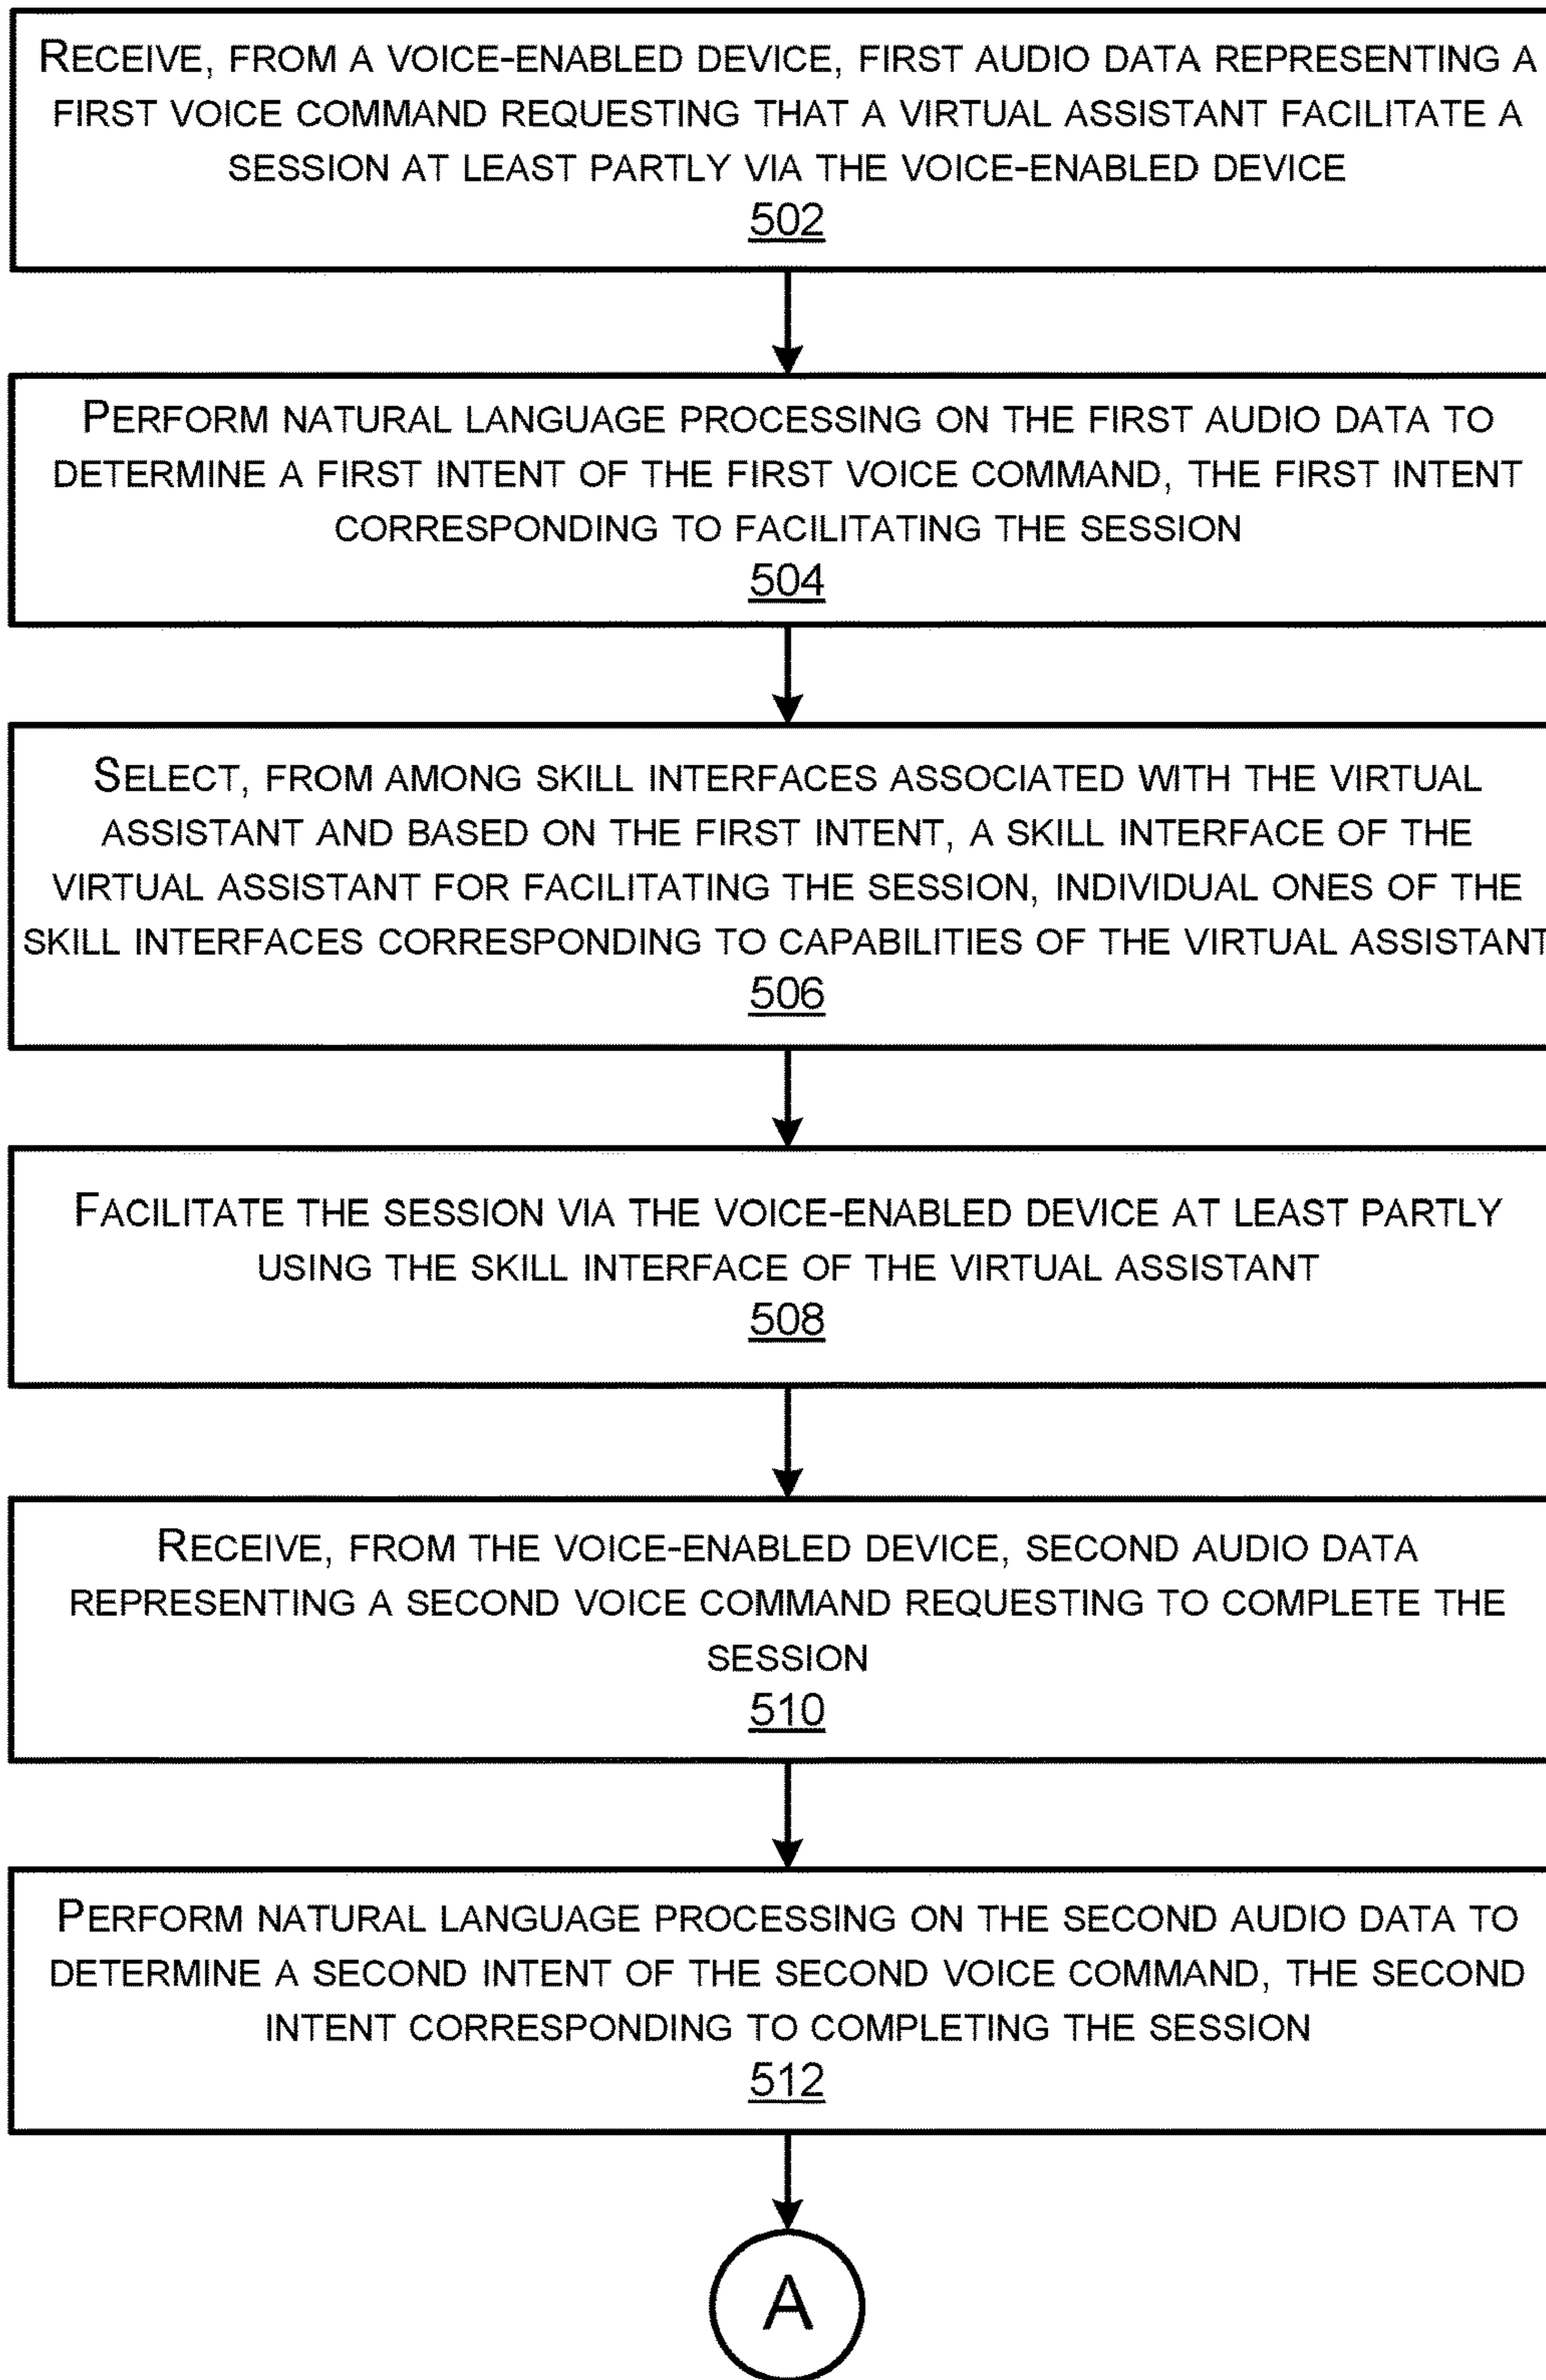 RECEIVE, FROM A VOICE-ENABLED DEVICE, FIRST AUDIO DATA REPRESENTING A
FIRST VOICE COMMAND REQUESTING THAT A VIRTUAL ASSISTANT FACILITATE A
SESSION AT LEAST PARTLY VIA THE VOICE-ENABLED DEVICE
502
PERFORM NATURAL LANGUAGE PROCESSING ON THE FIRST AUDIO DATA TO
DETERMINE A FIRST INTENT OF THE FIRST VOICE COMMAND, THE FIRST INTENT
CORRESPONDING TO FACILITATING THE SESSION
504
SELECT, FROM AMONG SKILL INTERFACES ASSOCIATED WITH THE VIRTUAL
ASSISTANT AND BASED ON THE FIRST INTENT, A SKILL INTERFACE OF THE
VIRTUAL ASSISTANT FOR FACILITATING THE SESSION, INDIVIDUAL ONES OF THE
SKILL INTERFACES CORRESPONDING TO CAPABILITIES OF THE VIRTUAL ASSISTANT
506
FACILITATE THE SESSION VIA THE VOICE-ENABLED DEVICE AT LEAST PARTLY
USING THE SKILL INTERFACE OF THE VIRTUAL ASSISTANT
508
RECEIVE, FROM THE VOICE-ENABLED DEVICE, SECOND AUDIO DATA
REPRESENTING A SECOND VOICE COMMAND REQUESTING TO COMPLETE THE
SESSION
510
PERFORM NATURAL LANGUAGE PROCESSING ON THE SECOND AUDIO DATA TO
DETERMINE A SECOND INTENT OF THE SECOND VOICE COMMAND, THE SECOND
INTENT CORRESPONDING TO COMPLETING THE SESSION
512
A